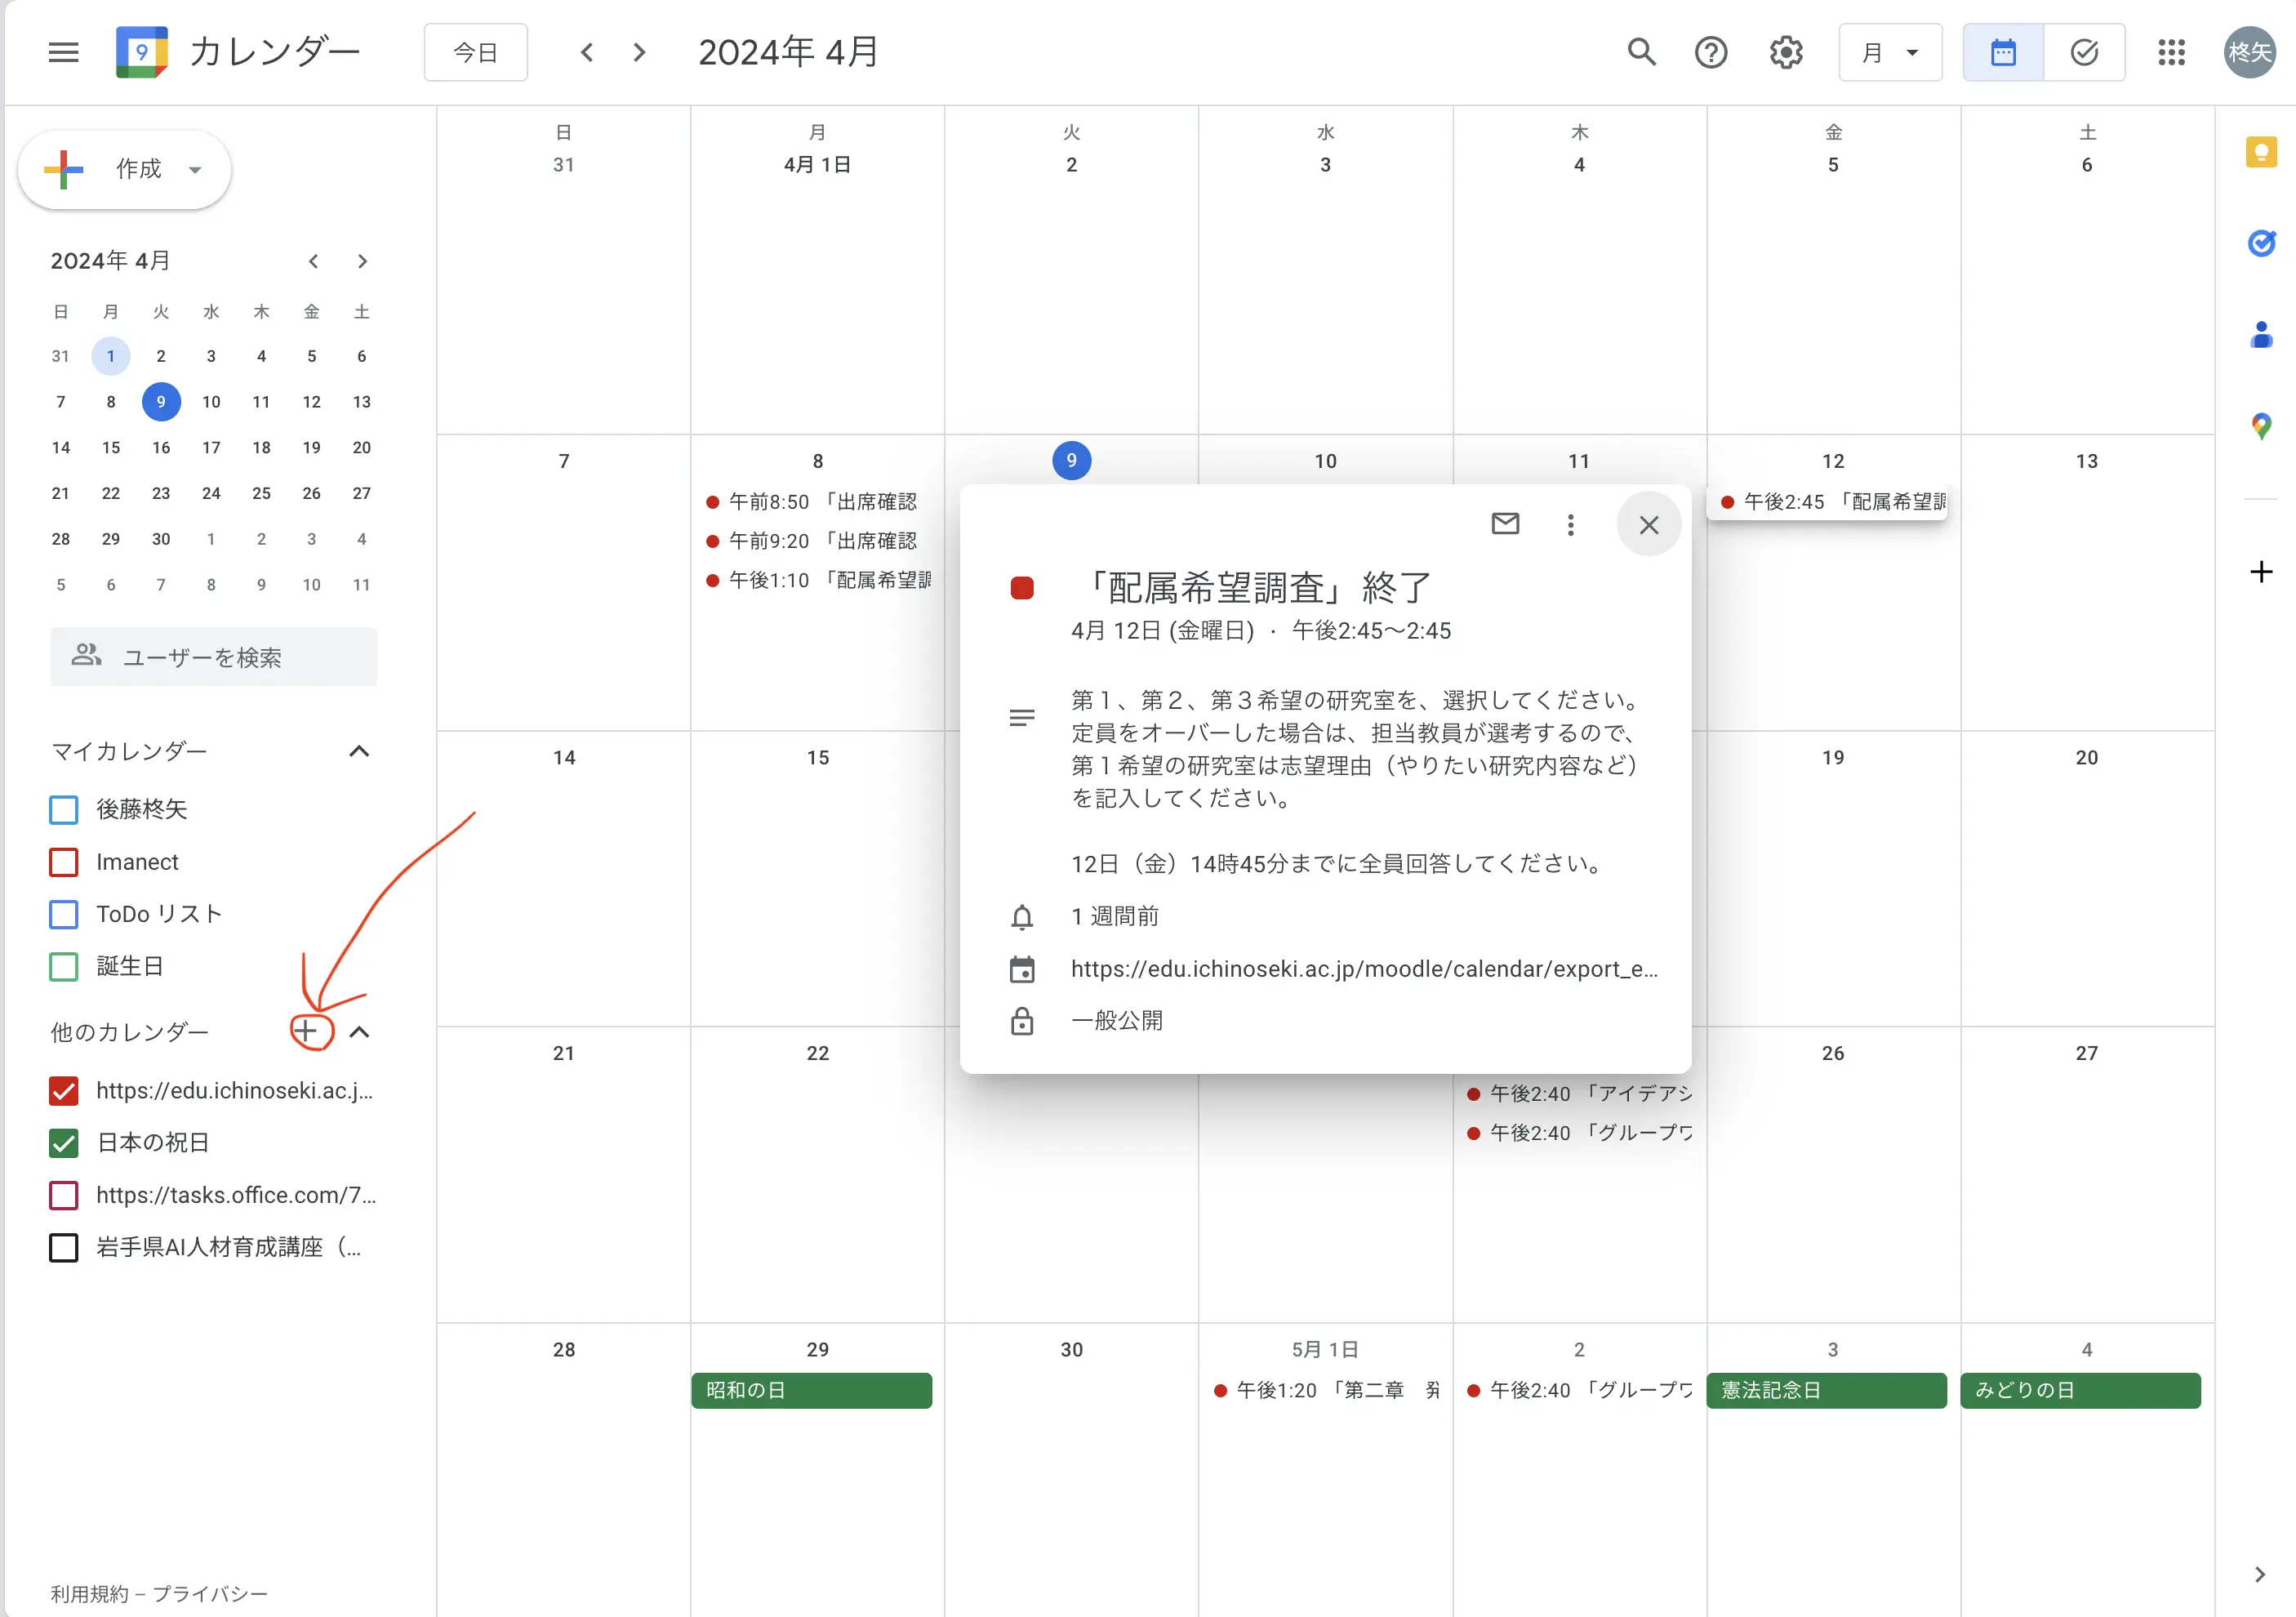 9 カレンダー 今日 2024年 4月 月 柊矢
作成
2024年 4月
日 月 火 水 木 金 土
31 1 2 3 4 5 6
7 8 9 10 11 12 13
14 15 16 17 18 19 20
21 22 23 24 25 26 27
28 29 30 1 2 3 4
5 6 7 8 9 10 11
ユーザーを検索
マイカレンダー
後藤柊矢
Imanect
ToDo リスト
誕生日
他のカレンダー
https://edu.ichinoseki.ac.j...
日本の祝日
https://tasks.office.com/7...
岩手県AI人材育成講座（...
利用規約 – プライバシー
日 月 火 水 木 金 土
31 4月 1日 2 3 4 5 6
7 8 9 10 11 12 13
午前8:50 「出席確認
午前9:20 「出席確認
午後1:10 「配属希望調
午後2:45 「配属希望調
「配属希望調査」終了
4月 12日 (金曜日) ・ 午後2:45～2:45
第１、第２、第３希望の研究室を、選択してください。
定員をオーバーした場合は、担当教員が選考するので、
第１希望の研究室は志望理由（やりたい研究内容など）
を記入してください。
12日（金）14時45分までに全員回答してください。
1 週間前
https://edu.ichinoseki.ac.jp/moodle/calendar/export_e...
一般公開
14 15 19 20
21 22 26 27
午後2:40 「アイデアシ
午後2:40 「グループワ
28 29 30 5月 1日 2 3 4
昭和の日
午後1:20 「第二章 発
午後2:40 「グループワ
憲法記念日
みどりの日